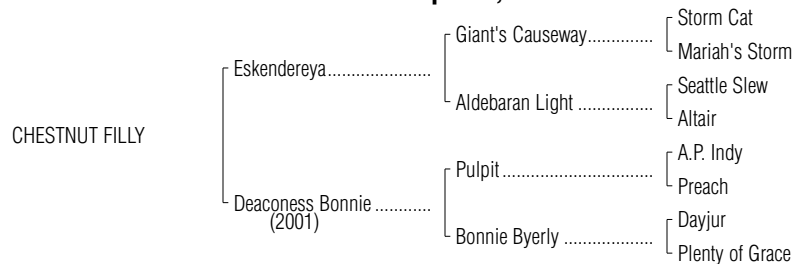 Storm Cat
Giant's Causeway..............
Mariah's Storm
Eskendereya......................
Seattle Slew
Aldebaran Light ................
Altair
CHESTNUT FILLY
A.P. Indy
Pulpit..............................
Preach
Deaconess Bonnie ............
(2001)
Dayjur
Bonnie Byerly ..................
Plenty of Grace